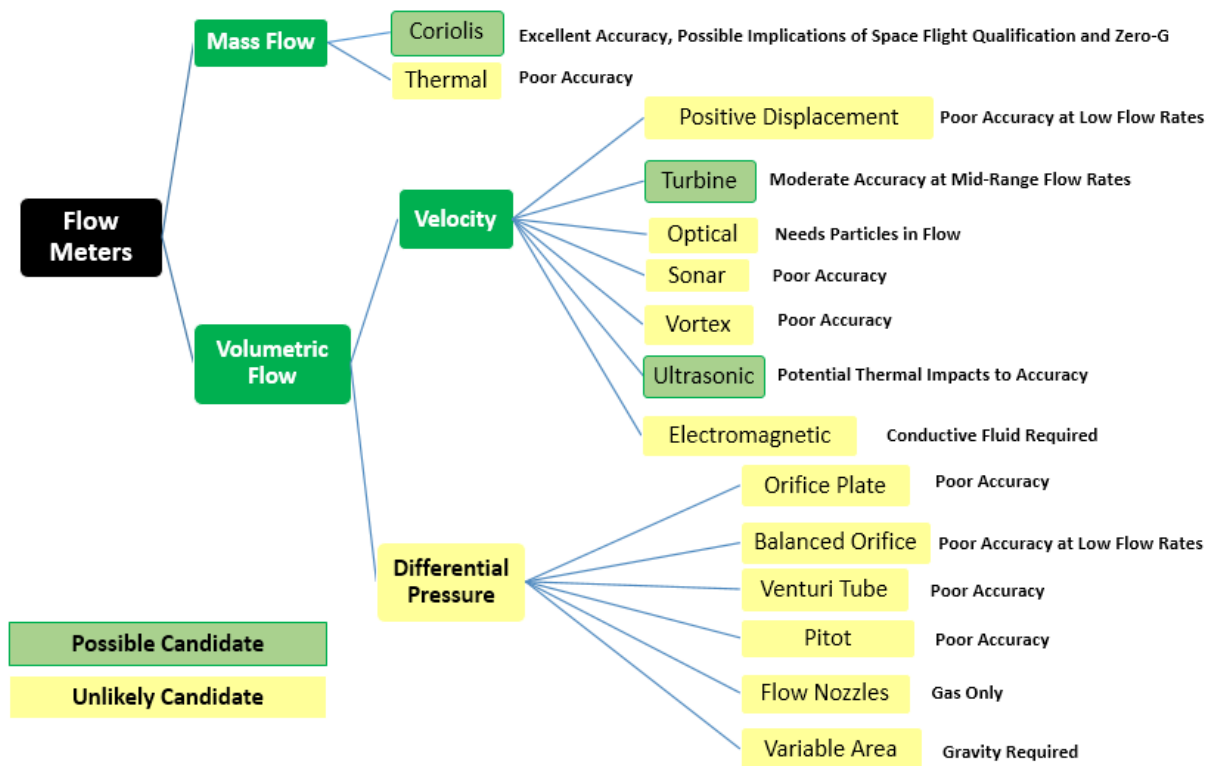 Mass Flow
Coriolis
Excellent Accuracy, Possible Implications of Space Flight Qualification and Zero-G
Thermal
Poor Accuracy
Positive Displacement
Poor Accuracy at Low Flow Rates
Turbine
Moderate Accuracy at Mid-Range Flow Rates
Flow
Meters
Velocity
Optical
Needs Particles in Flow
Sonar
Poor Accuracy
Vortex
Poor Accuracy
Volumetric
Flow
Ultrasonic
Potential Thermal Impacts to Accuracy
Electromagnetic
Conductive Fluid Required
Orifice Plate
Poor Accuracy
Balanced Orifice
Poor Accuracy at Low Flow Rates
Differential
Pressure
Venturi Tube
Poor Accuracy
Pitot
Poor Accuracy
Flow Nozzles
Gas Only
Variable Area
Gravity Required
Possible Candidate
Unlikely Candidate